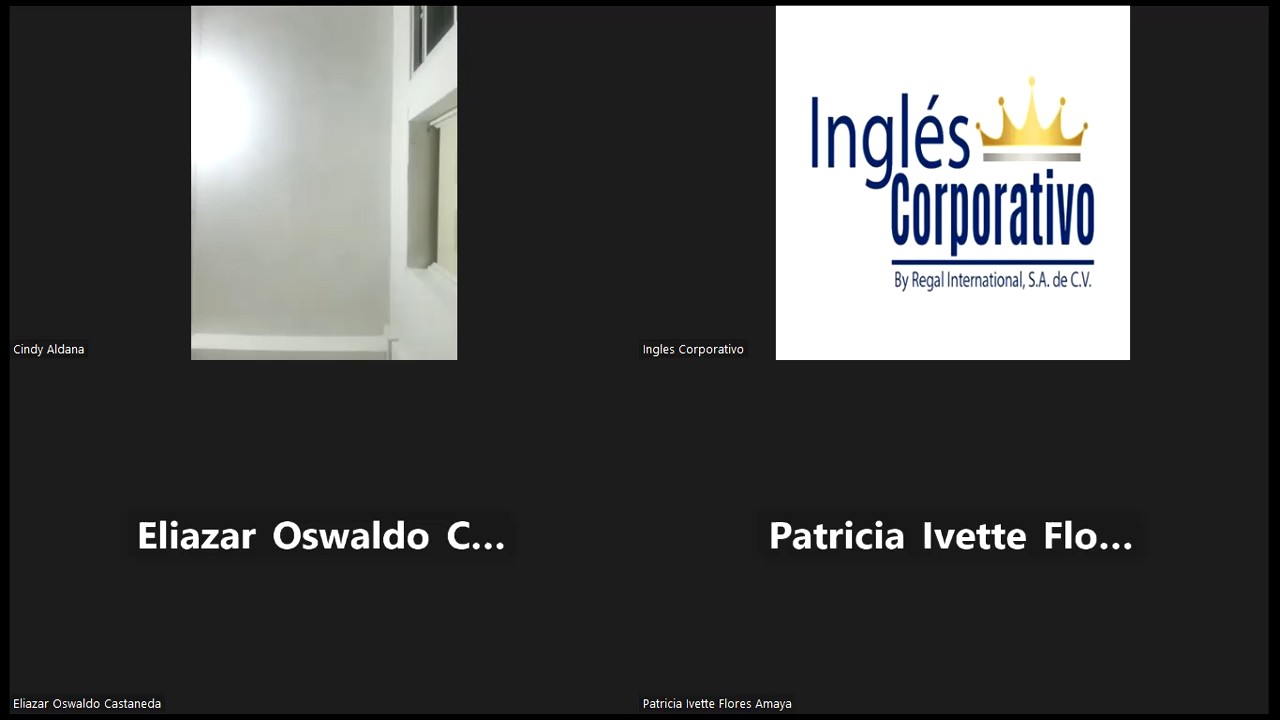 Inglés
Corporativo
By Regal International, S.A. de C.V.
Cindy Aldana
Ingles Corporativo
Eliazar Oswaldo C...
Patricia Ivette Flo...
Eliazar Oswaldo Castaneda
Patricia Ivette Flores Amaya